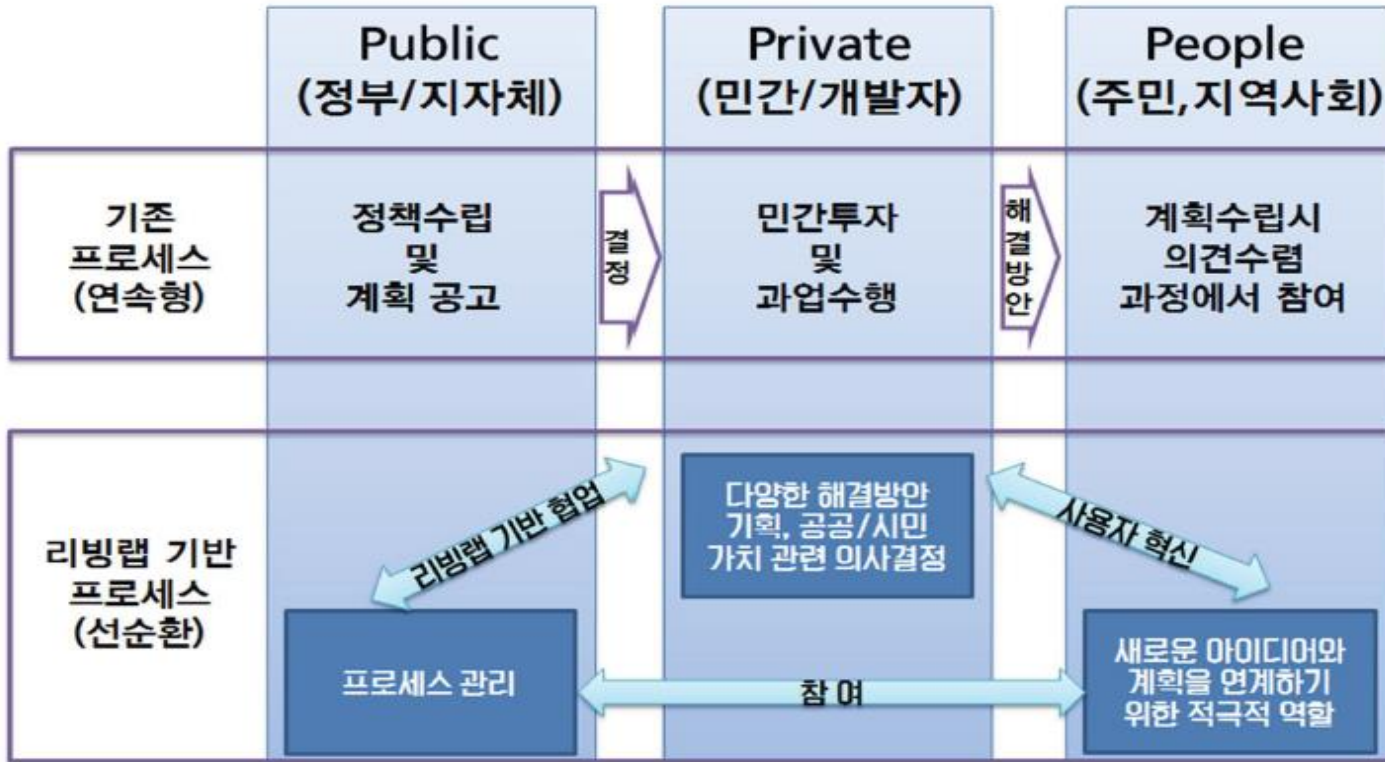 Public
(정부/지자체)
Private
(민간/개발자)
People
(주민,지역사회)
기존
프로세스
(연속형)
정책수립
및
계획 공고
결정
민간투자
및
과업수행
해결방안
계획수립시
의견수렴
과정에서 참여
리빙랩 기반
프로세스
(선순환)
리빙랩 기반 협업
다양한 해결방안
기획, 공공/시민
가치 관련 의사결정
사용자 혁신
프로세스 관리
참 여
새로운 아이디어와
계획을 연계하기
위한 적극적 역할